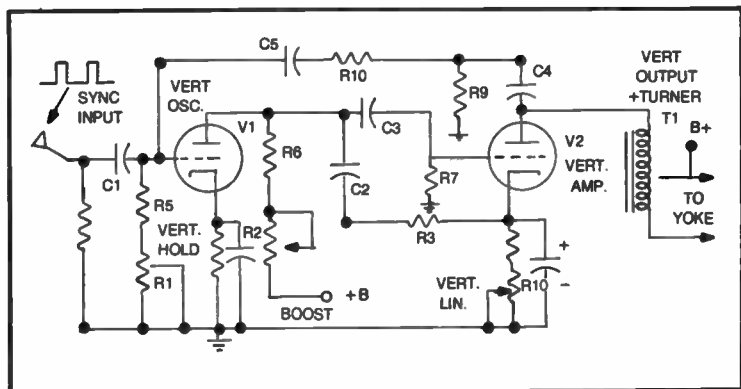 C5
R10
C4
VERT
OUTPUT
+TURNER
T1
B+
R9
SYNC
INPUT
VERT
OSC.
V1
C3
V2
VERT.
AMP.
C1
R6
C2
R7
R5
TO
YOKE
VERT.
HOLD
R2
R3
R1
+B
BOOST
VERT.
LIN.
R10
+
–